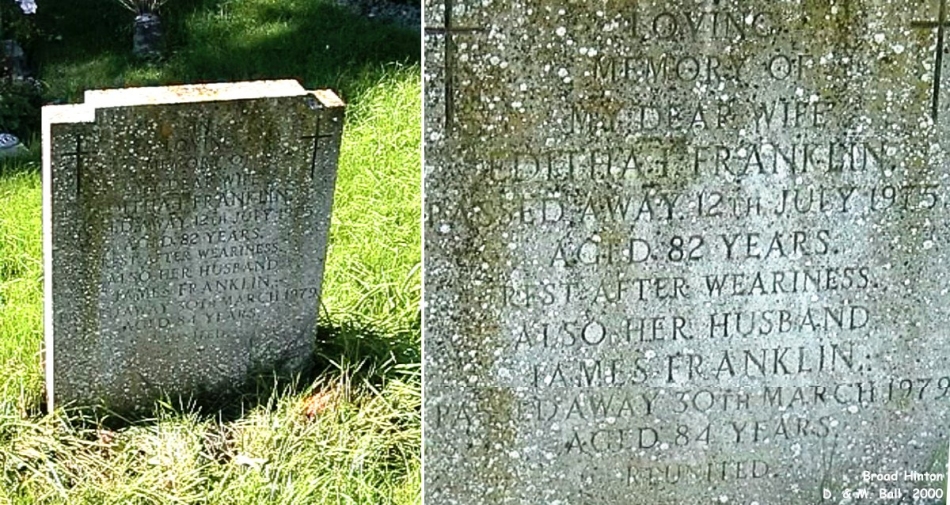 LOVING
MEMORY OF
MY DEAR WIFE
EDITHA F. FRANKLIN.
PASSED AWAY 12TH JULY 1975
AGED 82 YEARS.
REST AFTER WEARINESS.
ALSO HER HUSBAND
JAMES FRANKLIN.
PASSED AWAY 30TH MARCH 1979
AGED 84 YEARS.
REUNITED.
Broad Hinton
D. & M. Ball, 2000